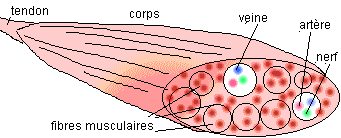 tendon
corps
veine
artère
nerf
fibres musculaires